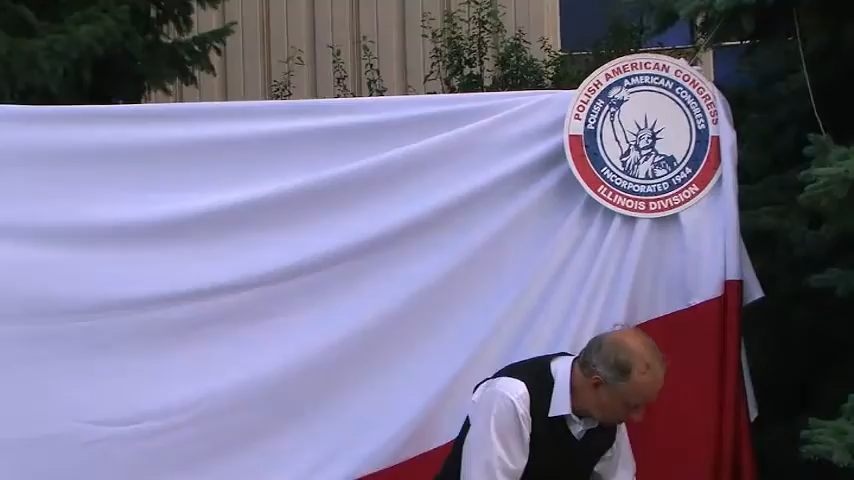 POLISH AMERICAN CONGRESS
POLISH AMERICAN CONGRESS
INCORPORATED 1944
ILLINOIS DIVISION